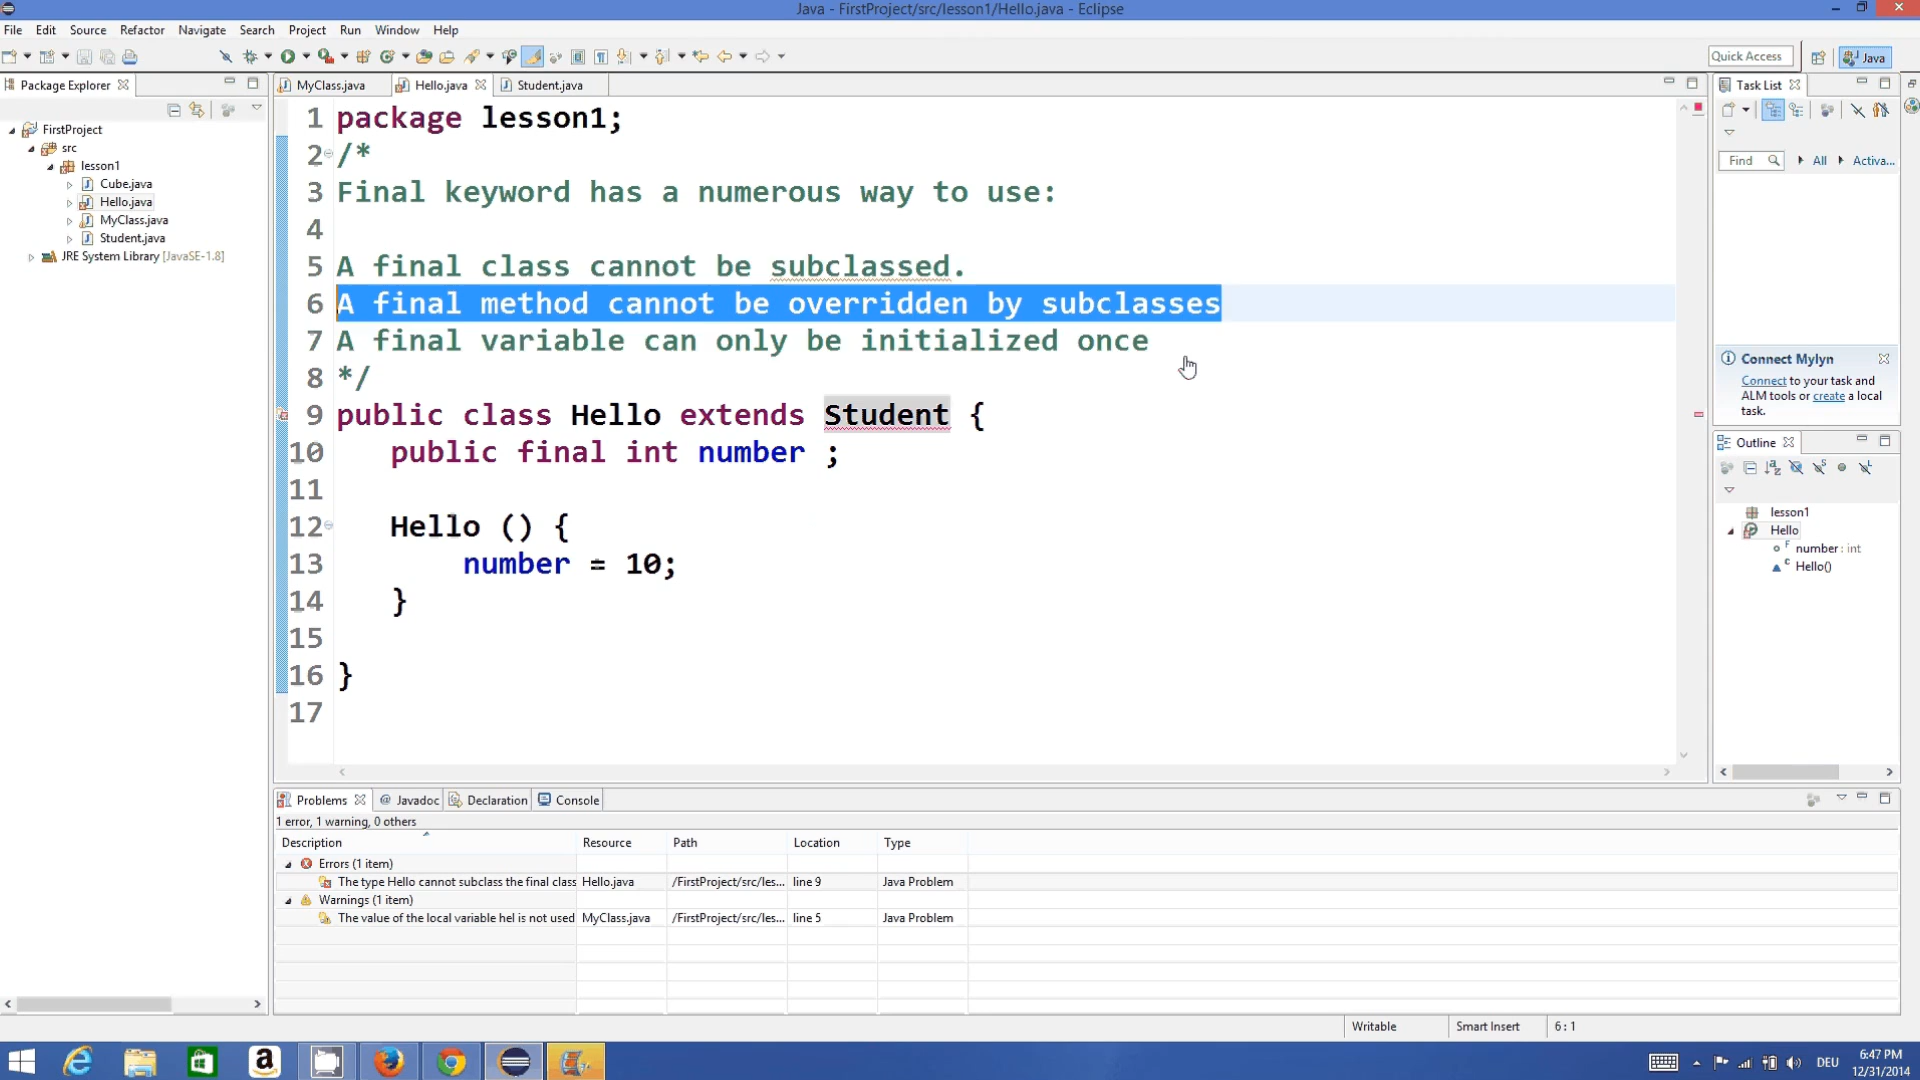 Java - FirstProject/src/lesson1/Hello.java - Eclipse
File Edit Source Refactor Navigate Search Project Run Window Help
Quick Access
Java
Package Explorer
FirstProject
src
lesson1
Cube.java
Hello.java
MyClass.java
Student.java
JRE System Library [JavaSE-1.8]
MyClass.java Hello.java Student.java
1 package lesson1;
2 /*
3 Final keyword has a numerous way to use:
4
5 A final class cannot be subclassed.
6 A final method cannot be overridden by subclasses
7 A final variable can only be initialized once
8 */
9 public class Hello extends Student {
10 public final int number ;
11
12 Hello () {
13 number = 10;
14 }
15
16 }
17
Task List
Find All Activa...
Connect Mylyn
Connect to your task and
ALM tools or create a local
task.
Outline
lesson1
Hello
number : int
Hello()
Problems @ Javadoc Declaration Console
1 error, 1 warning, 0 others
Description Resource Path Location Type
Errors (1 item)
The type Hello cannot subclass the final class Hello.java /FirstProject/src/les... line 9 Java Problem
Warnings (1 item)
The value of the local variable hel is not used MyClass.java /FirstProject/src/les... line 5 Java Problem
Writable Smart Insert 6 : 1
DEU
6:47 PM
12/31/2014